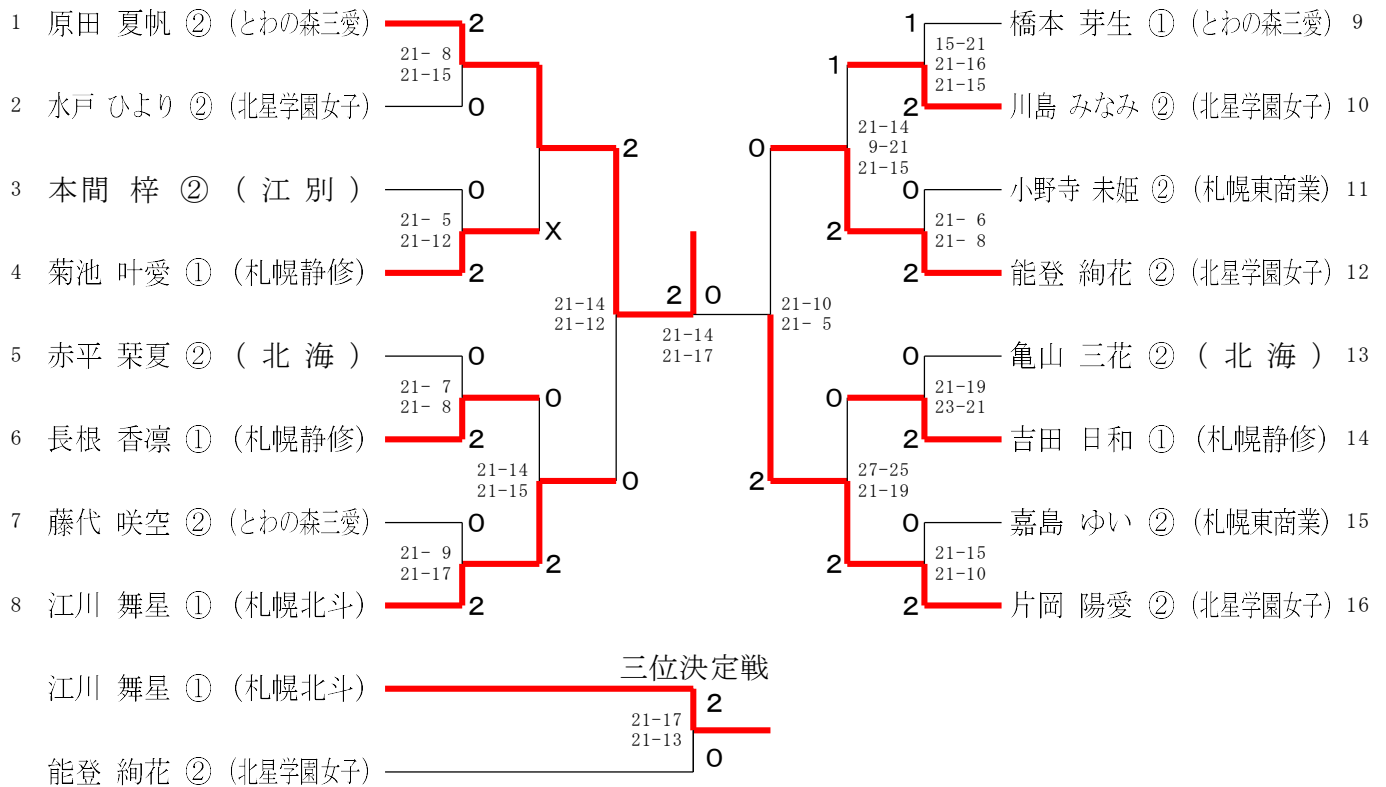 1 原田 夏帆 ② (とわの森三愛) 2
21- 8
21-15
2 水戸 ひより ② (北星学園女子) 0
2
3 本間 梓 ② ( 江 別 ) 0
21- 5
21-12
X
4 菊池 叶愛 ① (札幌静修) 2
21-14
21-12
5 赤平 栞夏 ② ( 北 海 ) 0
21- 7
21- 8
0
6 長根 香凛 ① (札幌静修) 2
21-14
21-15
0
7 藤代 咲空 ② (とわの森三愛) 0
21- 9
21-17
2
8 江川 舞星 ① (札幌北斗) 2
2 0
21-14
21-17
1 橋本 芽生 ① (とわの森三愛) 9
15-21
21-16
21-15
1
2 川島 みなみ ② (北星学園女子) 10
21-14
9-21
21-15
0
0 小野寺 未姫 ② (札幌東商業) 11
21- 6
21- 8
2
2 能登 絢花 ② (北星学園女子) 12
21-10
21- 5
0 亀山 三花 ② ( 北 海 ) 13
21-19
23-21
0
2 吉田 日和 ① (札幌静修) 14
27-25
21-19
2
0 嘉島 ゆい ② (札幌東商業) 15
21-15
21-10
2
2 片岡 陽愛 ② (北星学園女子) 16
三位決定戦
江川 舞星 ① (札幌北斗) 2
21-17
21-13
能登 絢花 ② (北星学園女子) 0